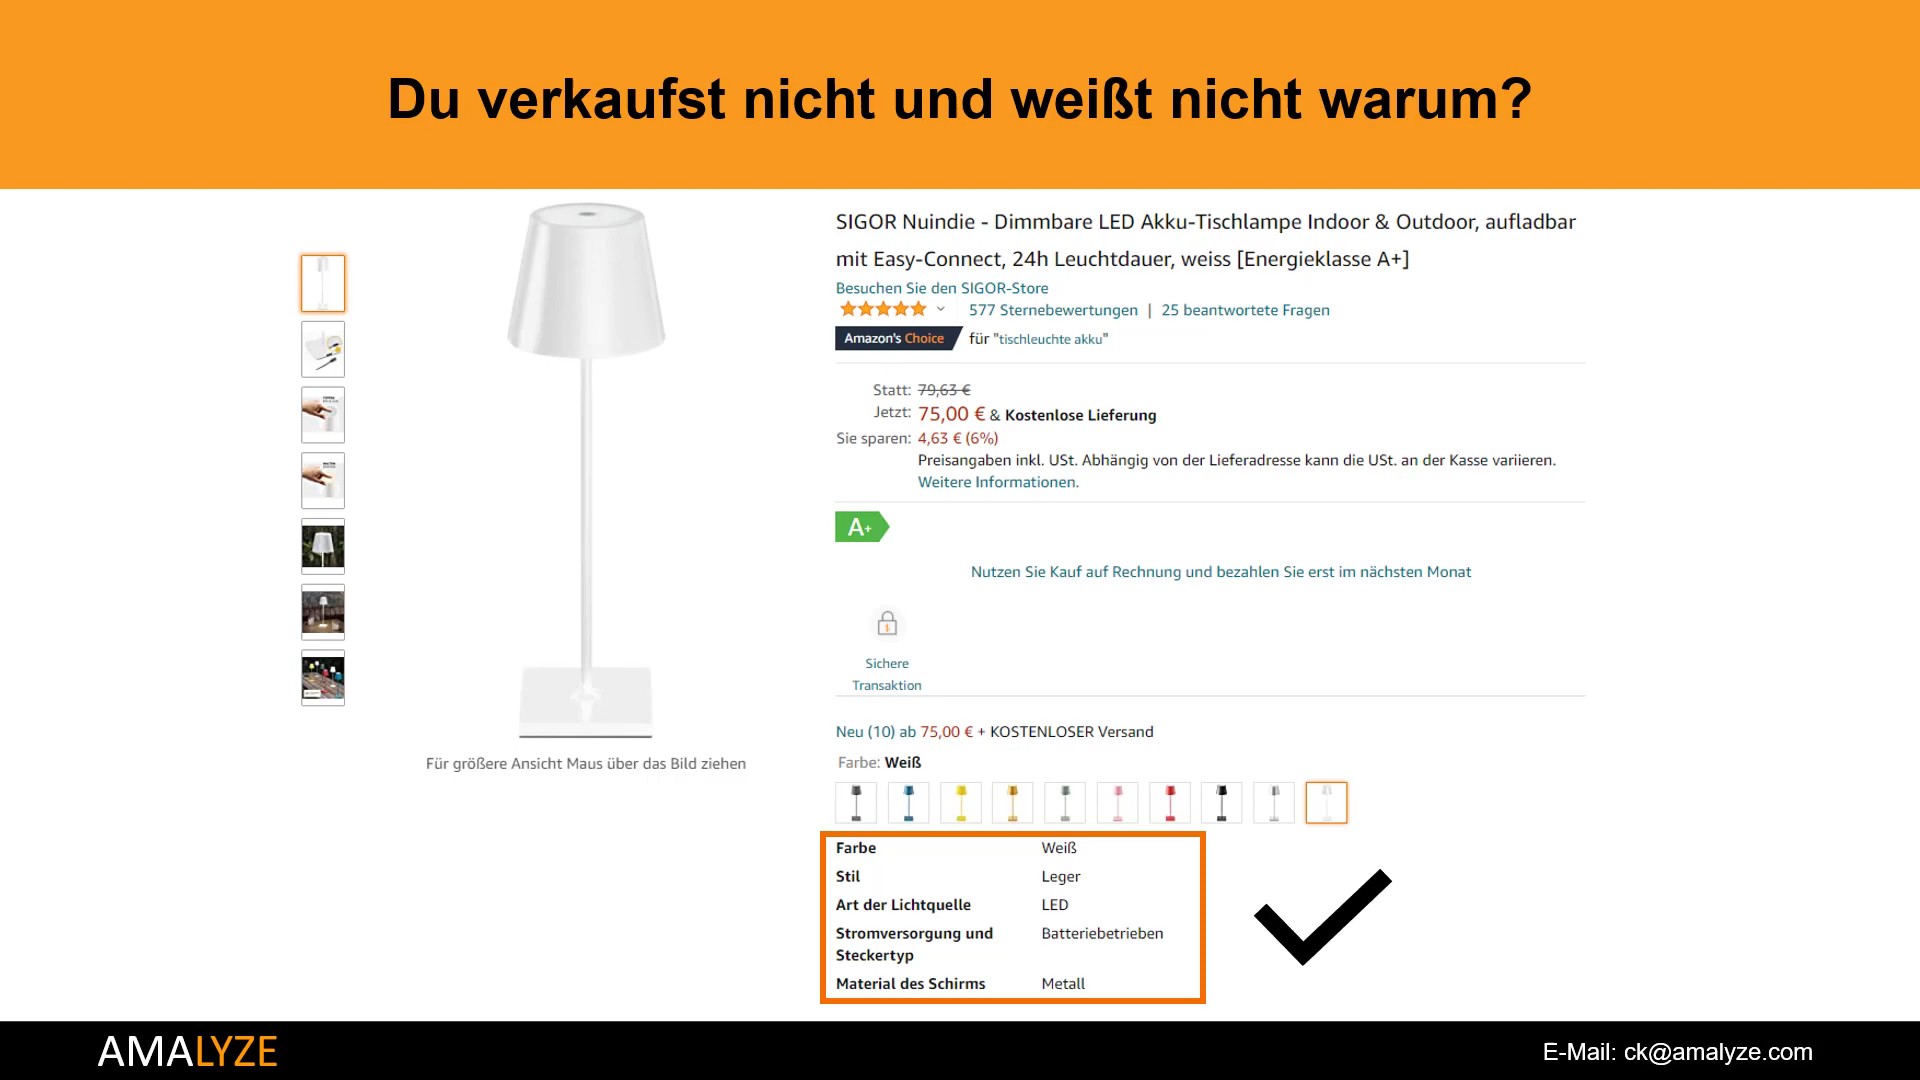 Du verkaufst nicht und weißt nicht warum?
SIGOR Nuindie - Dimmbare LED Akku-Tischlampe Indoor & Outdoor, aufladbar
mit Easy-Connect, 24h Leuchtdauer, weiss [Energieklasse A+]
Besuchen Sie den SIGOR-Store
577 Sternebewertungen | 25 beantwortete Fragen
Amazon's Choice für "tischleuchte akku"
Statt: 79,63 €
Jetzt: 75,00 € & Kostenlose Lieferung
Sie sparen: 4,63 € (6%)
Preisangaben inkl. USt. Abhängig von der Lieferadresse kann die USt. an der Kasse variieren.
Weitere Informationen.
A+
Nutzen Sie Kauf auf Rechnung und bezahlen Sie erst im nächsten Monat
Sichere
Transaktion
Neu (10) ab 75,00 € + KOSTENLOSER Versand
Für größere Ansicht Maus über das Bild ziehen
Farbe: Weiß
Farbe Weiß
Stil Leger
Art der Lichtquelle LED
Stromversorgung und Batteriebetrieben
Steckertyp
Material des Schirms Metall
AMALYZE
E-Mail: ck@amalyze.com